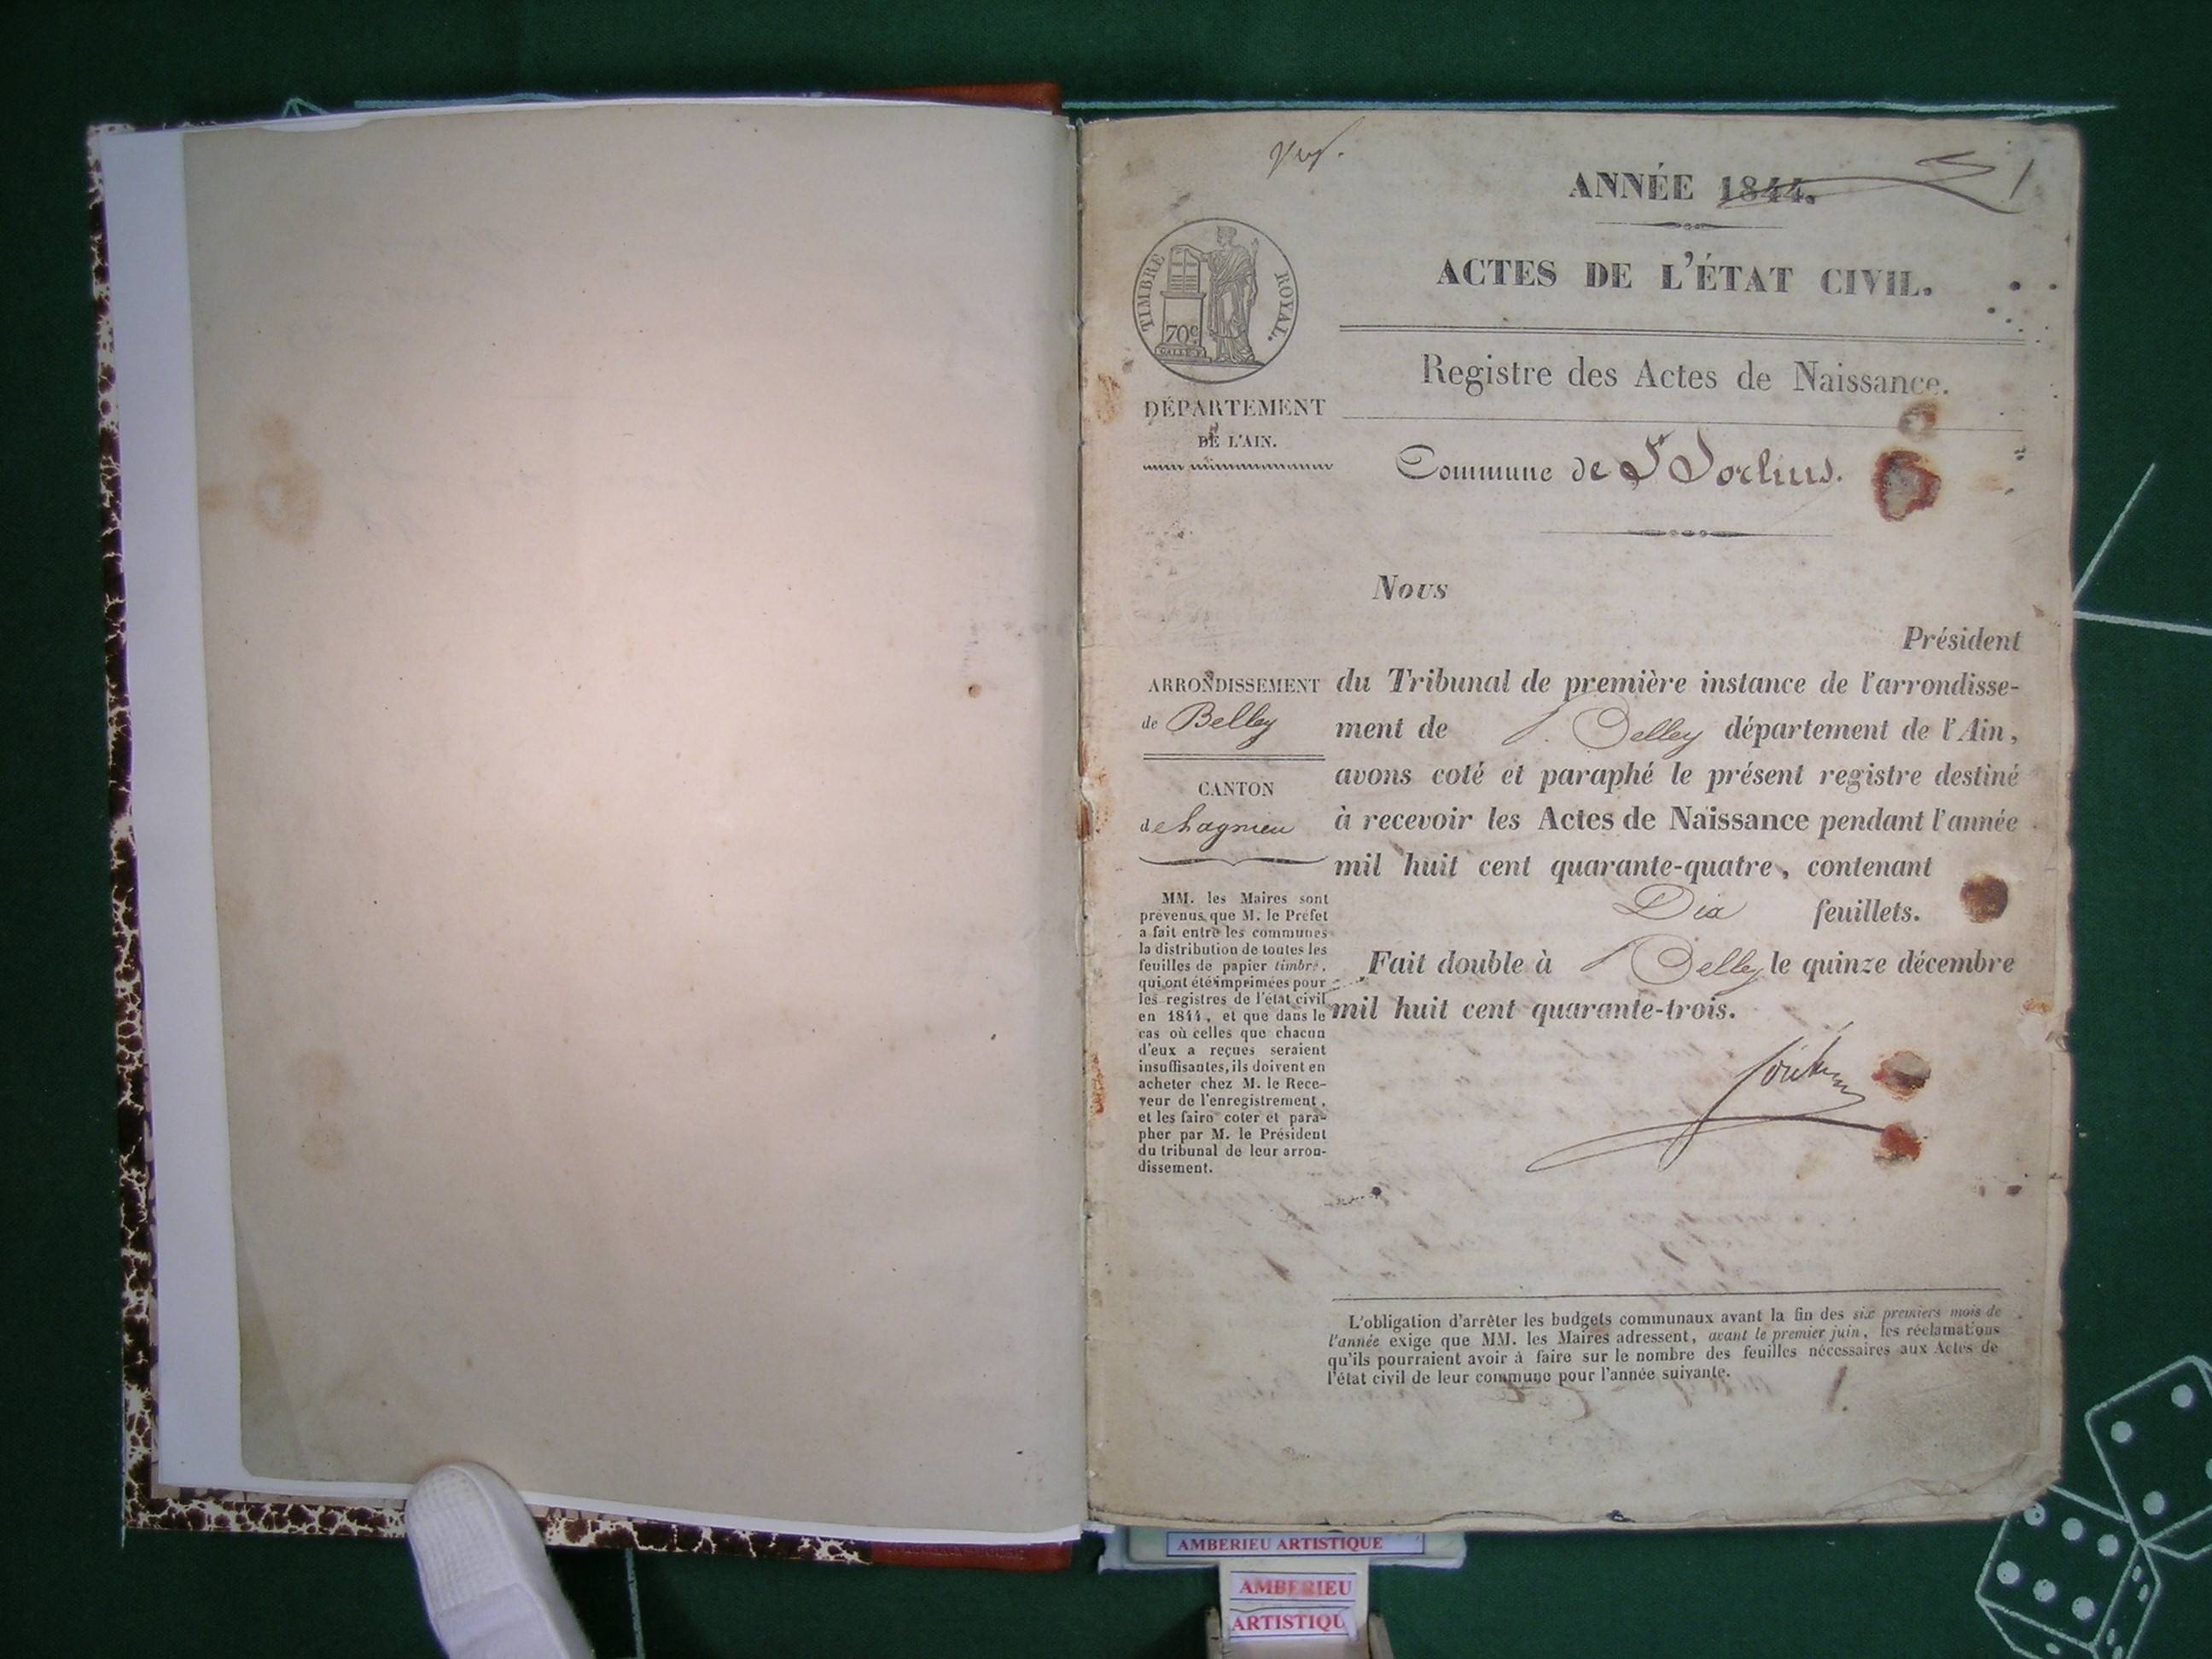 ANNÉE 1844.
ACTES DE L'ÉTAT CIVIL.
TIMBRE ROYAL.
70c
Registre des Actes de Naissance.
DÉPARTEMENT
DE L'AIN.
Commune de St Sorlins.
Nous
Président
ARRONDISSEMENT
de Belley
CANTON
de Lagnieu
du Tribunal de première instance de l'arrondisse-
ment de Belley département de l'Ain,
avons coté et paraphé le présent registre destiné
à recevoir les Actes de Naissance pendant l'année
mil huit cent quarante-quatre, contenant
Dix feuillets.
Fait double à Belley le quinze décembre
mil huit cent quarante-trois.
MM. les Maires sont
prévenus que M. le Préfet
a fait entre les communes
la distribution de toutes les
feuilles de papier timbré,
qui ont été imprimées pour
les registres de l'état civil
en 1844, et que dans le
cas où celles que chacun
d'eux a reçues seraient
insuffisantes, ils doivent en
acheter chez M. le Rece-
veur de l'enregistrement,
et les faire coter et para-
pher par M. le Président
du tribunal de leur arron-
dissement.
L'obligation d'arrêter les budgets communaux avant la fin des six premiers mois de
l'année exige que MM. les Maires adressent, avant le premier juin, les réclamations
qu'ils pourraient avoir à faire sur le nombre des feuilles nécessaires aux Actes de
l'état civil de leur commune pour l'année suivante.
AMBERIEU ARTISTIQUE
AMBERIEU
ARTISTIQU